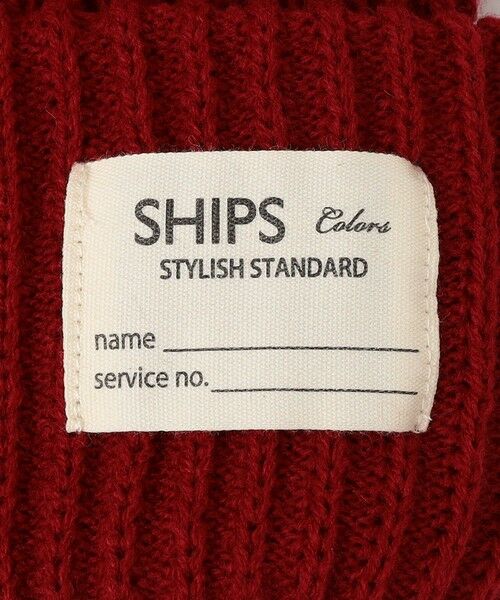 SHIPS Colors
STYLISH STANDARD
name
service no.